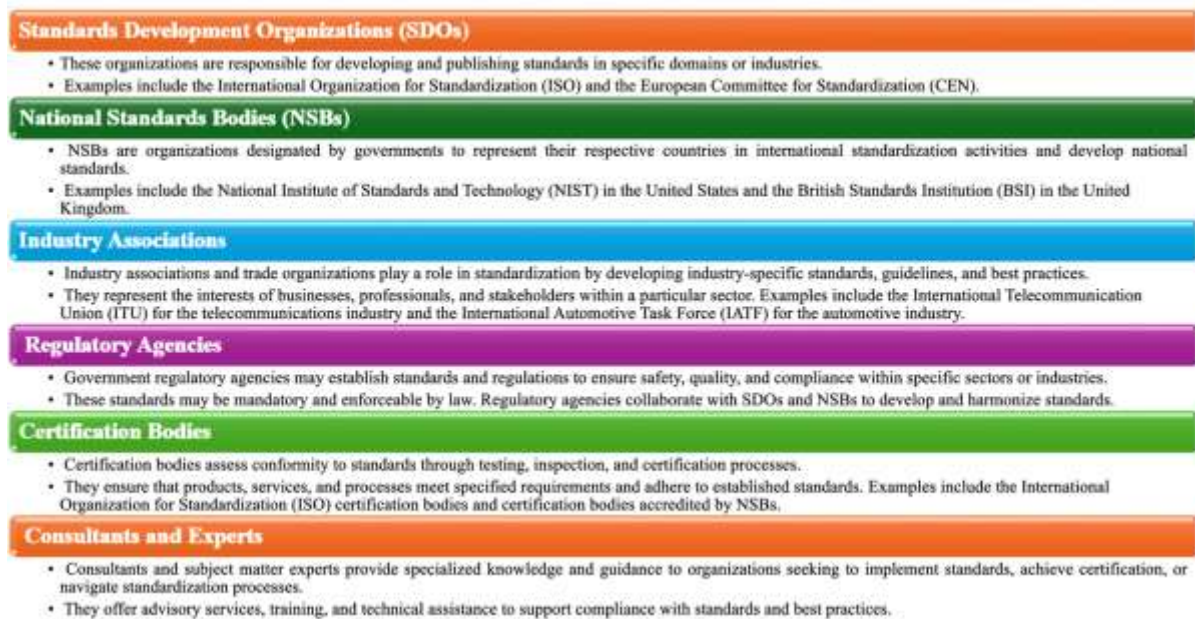 Standards Development Organizations (SDOs)
• These organizations are responsible for developing and publishing standards in specific domains or industries.
• Examples include the International Organization for Standardization (ISO) and the European Committee for Standardization (CEN).
National Standards Bodies (NSBs)
• NSBs are organizations designated by governments to represent their respective countries in international standardization activities and develop national
standards.
• Examples include the National Institute of Standards and Technology (NIST) in the United States and the British Standards Institution (BSI) in the United
Kingdom.
Industry Associations
• Industry associations and trade organizations play a role in standardization by developing industry-specific standards, guidelines, and best practices.
• They represent the interests of businesses, professionals, and stakeholders within a particular sector. Examples include the International Telecommunication
Union (ITU) for the telecommunications industry and the International Automotive Task Force (IATF) for the automotive industry.
Regulatory Agencies
• Government regulatory agencies may establish standards and regulations to ensure safety, quality, and compliance within specific sectors or industries.
• These standards may be mandatory and enforceable by law. Regulatory agencies collaborate with SDOs and NSBs to develop and harmonize standards.
Certification Bodies
• Certification bodies assess conformity to standards through testing, inspection, and certification processes.
• They ensure that products, services, and processes meet specified requirements and adhere to established standards. Examples include the International
Organization for Standardization (ISO) certification bodies and certification bodies accredited by NSBs.
Consultants and Experts
• Consultants and subject matter experts provide specialized knowledge and guidance to organizations seeking to implement standards, achieve certification, or
navigate standardization processes.
• They offer advisory services, training, and technical assistance to support compliance with standards and best practices.